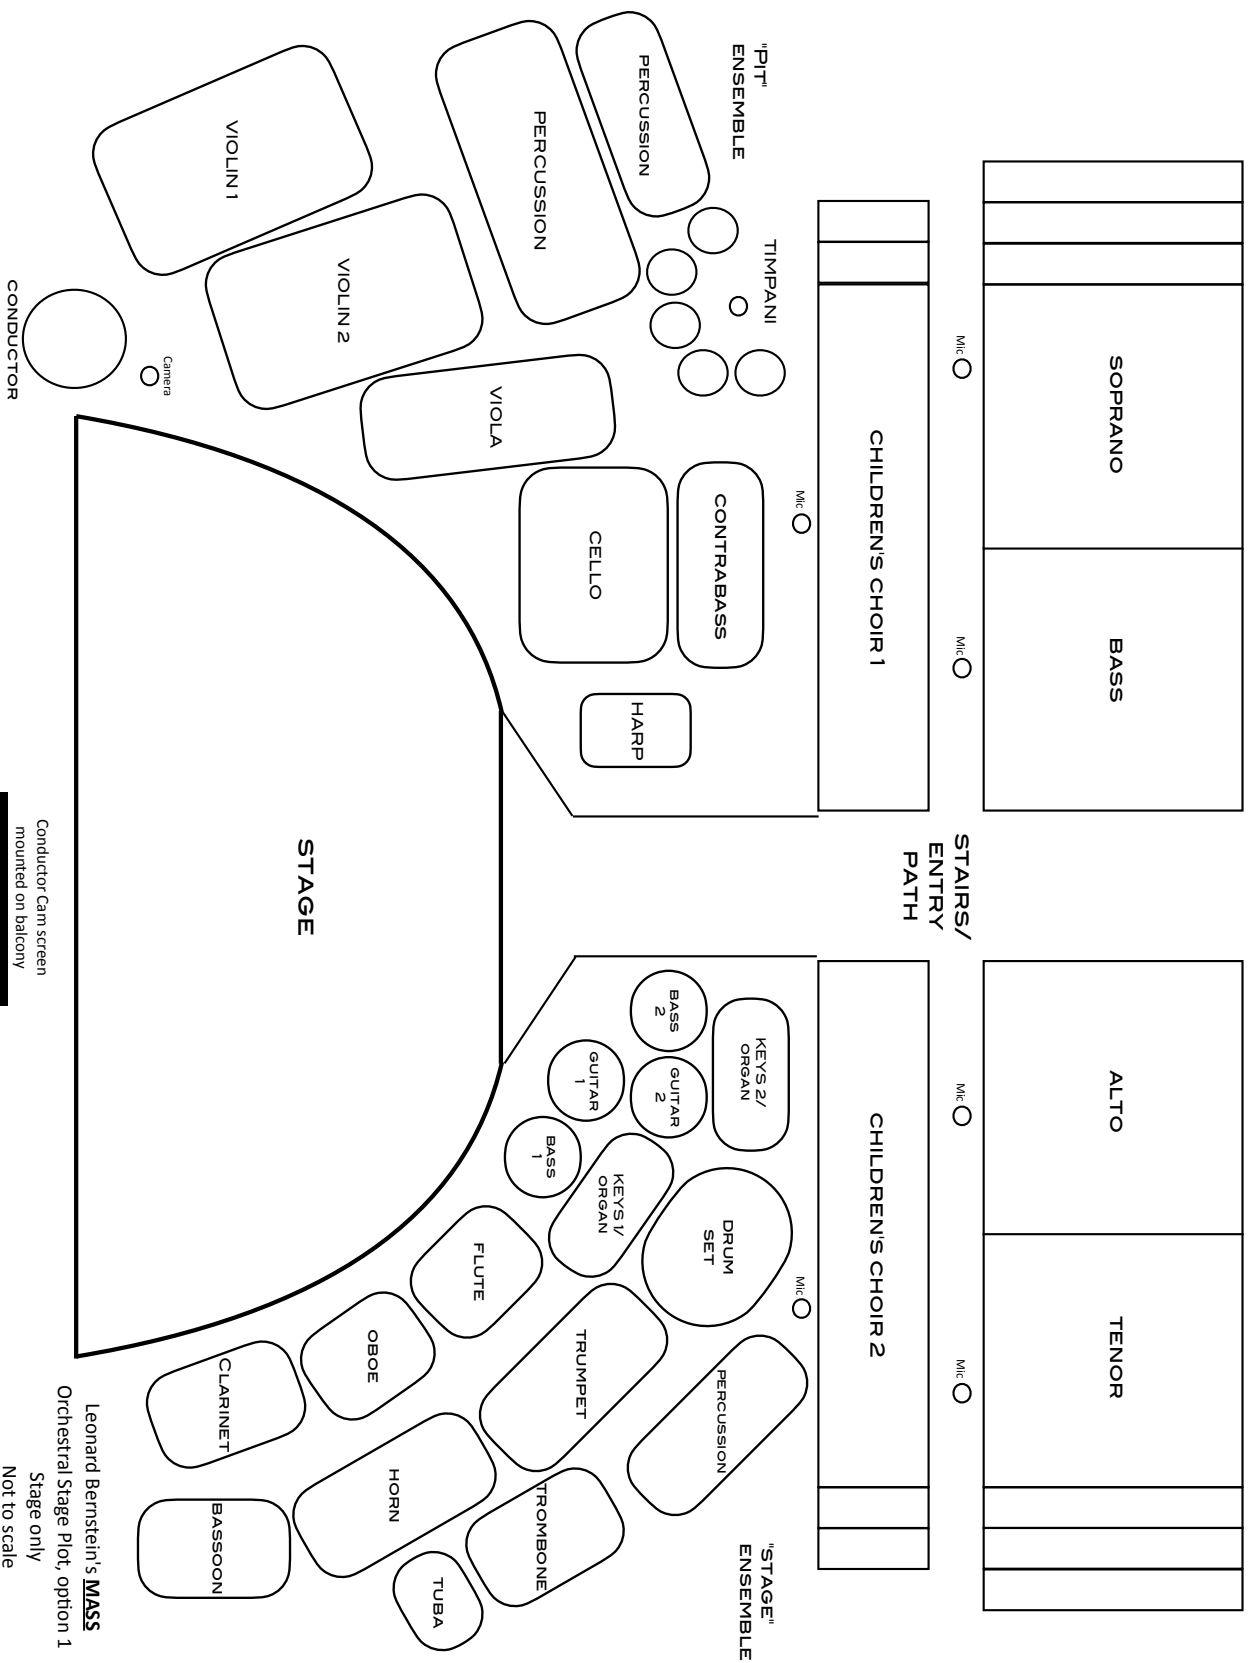 SOPRANO
BASS
ALTO
TENOR
Mic
Mic
Mic
Mic
STAIRS/
ENTRY
PATH
CHILDREN'S CHOIR 1
CHILDREN'S CHOIR 2
Mic
Mic
"PIT"
ENSEMBLE
TIMPANI
"STAGE"
ENSEMBLE
PERCUSSION
PERCUSSION
CONTRABASS
CELLO
HARP
VIOLA
VIOLIN 2
VIOLIN 1
KEYS 2/
ORGAN
BASS
2
GUITAR
2
GUITAR
1
BASS
1
KEYS 1/
ORGAN
DRUM
SET
PERCUSSION
FLUTE
TRUMPET
TROMBONE
OBOE
HORN
TUBA
CLARINET
BASSOON
STAGE
Camera
CONDUCTOR
Conductor Cam screen
mounted on balcony
Leonard Bernstein's MASS
Orchestral Stage Plot, option 1
Stage only
Not to scale